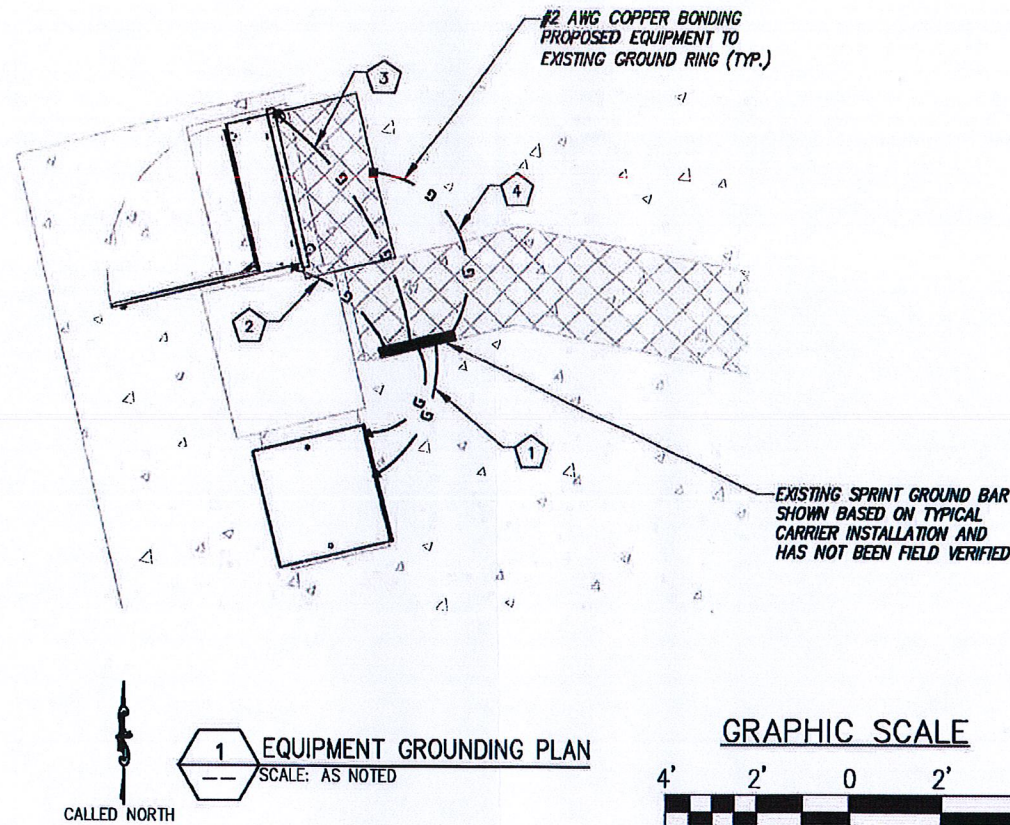 #2 AWG COPPER BONDING
PROPOSED EQUIPMENT TO
EXISTING GROUND RING (TYP.)
3
4
G
G
G
G
G
2
G
G
1
EXISTING SPRINT GROUND BAR
SHOWN BASED ON TYPICAL
CARRIER INSTALLATION AND
HAS NOT BEEN FIELD VERIFIED
1
EQUIPMENT GROUNDING PLAN
SCALE: AS NOTED
CALLED NORTH
GRAPHIC SCALE
4' 2' 0 2'